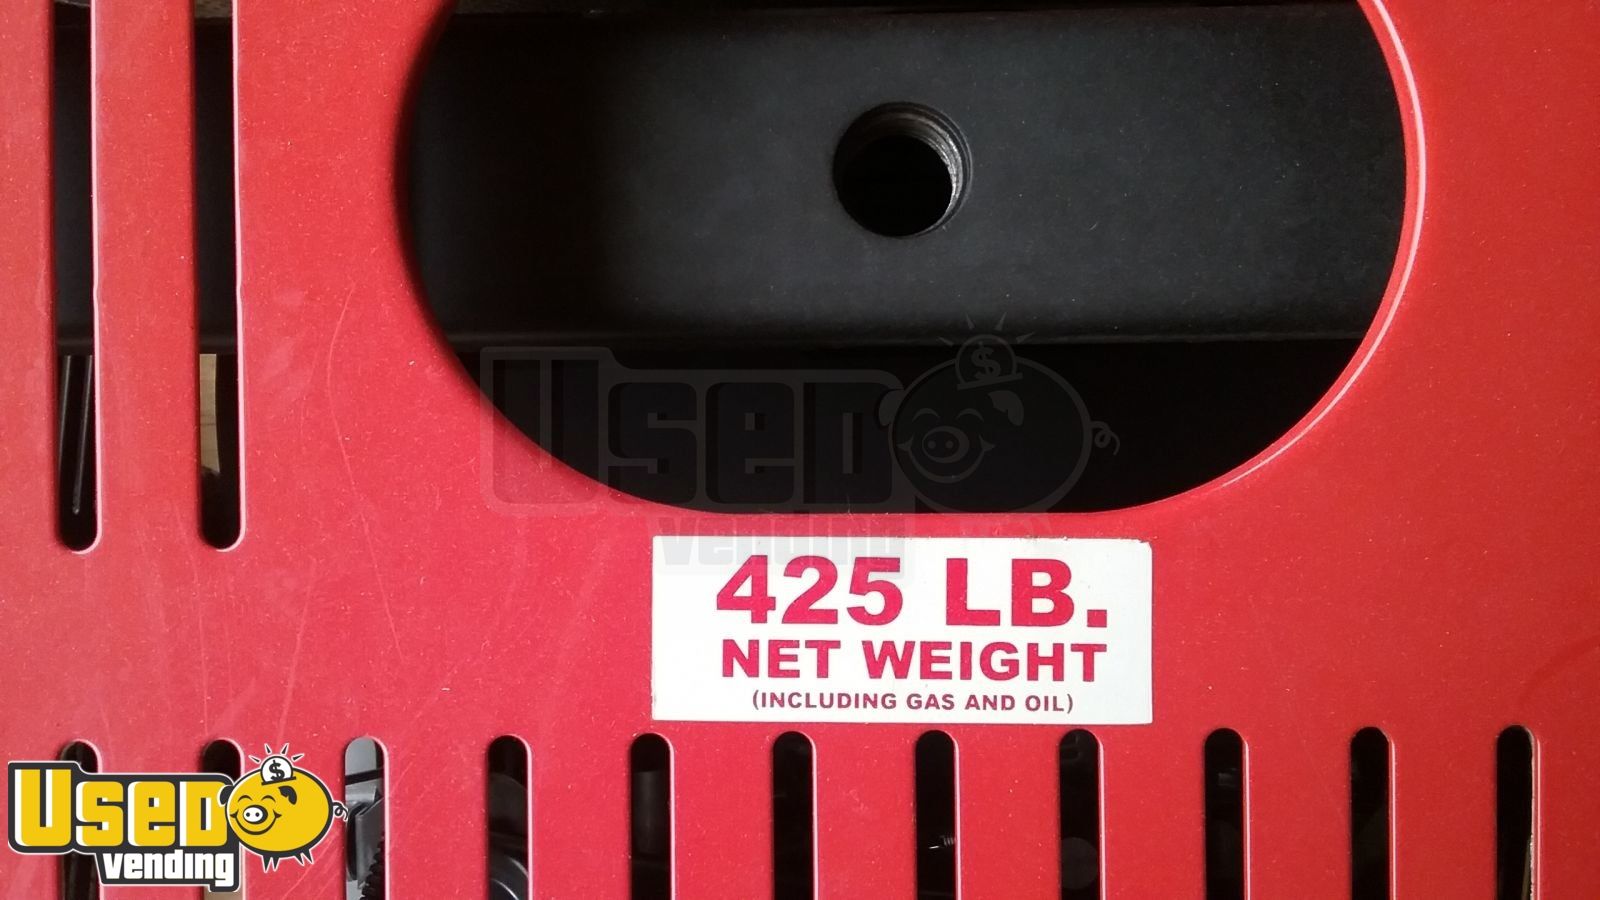 Used
vending
425 LB.
NET WEIGHT
(INCLUDING GAS AND OIL)
Used
vending